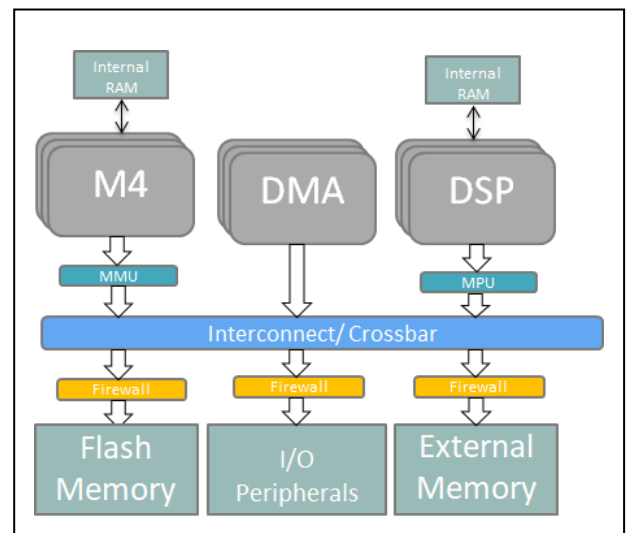 Internal
RAM
Internal
RAM
M4
DMA
DSP
MMU
MPU
Interconnect/ Crossbar
Firewall
Firewall
Firewall
Flash
Memory
I/O
Peripherals
External
Memory